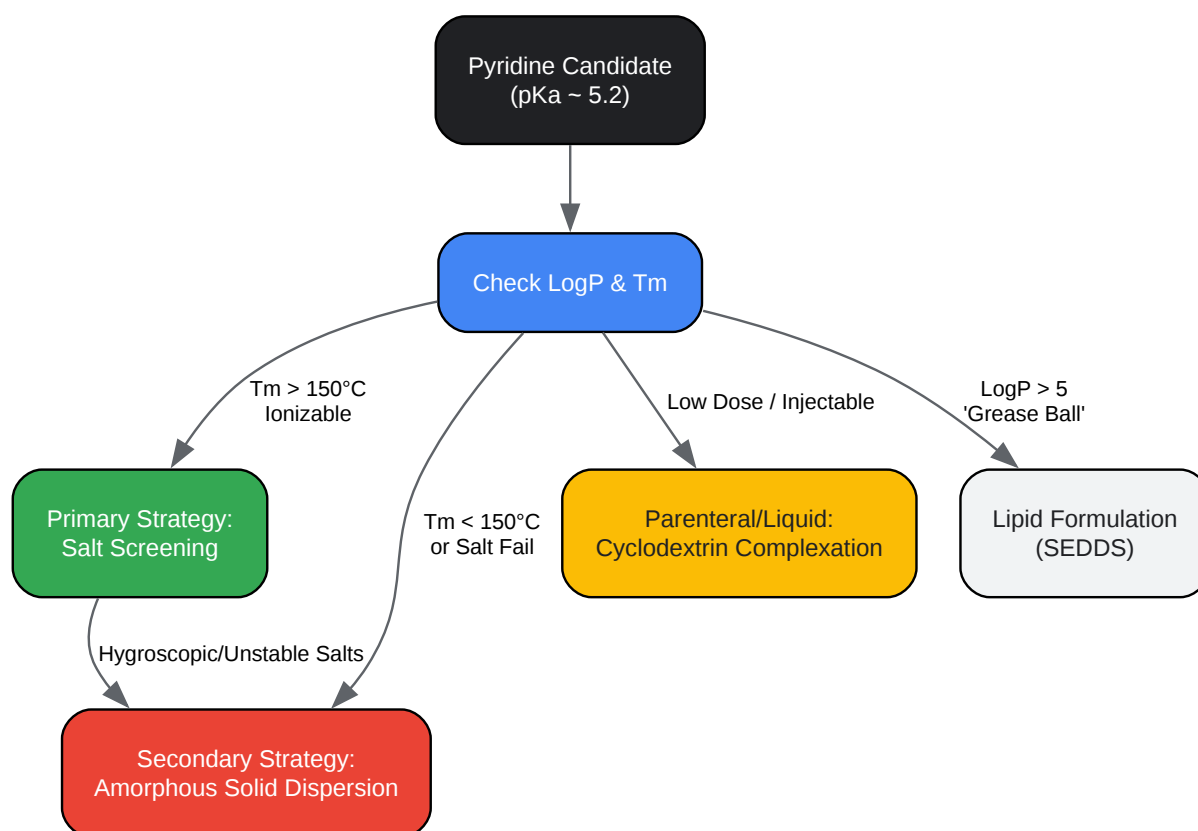 Pyridine Candidate
(pKa ~ 5.2)
Check LogP & Tm
Tm > 150°C
Ionizable
Low Dose / Injectable
LogP > 5
'Grease Ball'
Primary Strategy:
Salt Screening
Tm < 150°C
or Salt Fail
Parenteral/Liquid:
Cyclodextrin Complexation
Lipid Formulation
(SEDDS)
Hygroscopic/Unstable Salts
Secondary Strategy:
Amorphous Solid Dispersion